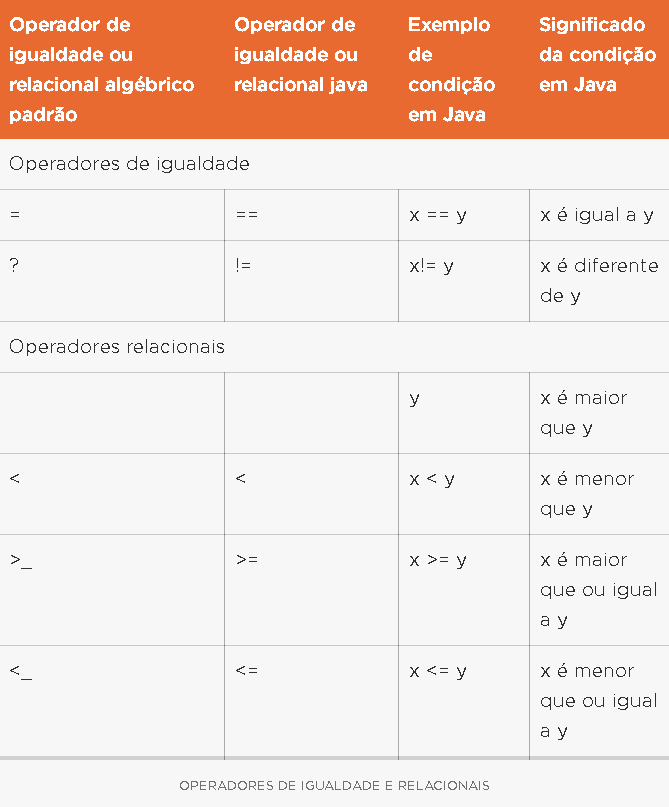 Operador de igualdade ou relacional algébrico padrão
Operador de igualdade ou relacional java
Exemplo de condição em Java
Significado da condição em Java
Operadores de igualdade
= == x == y x é igual a y
? != x!= y x é diferente de y
Operadores relacionais
y x é maior que y
< < x < y x é menor que y
>_ >= x >= y x é maior que ou igual a y
<_ <= x <= y x é menor que ou igual a y
OPERADORES DE IGUALDADE E RELACIONAIS